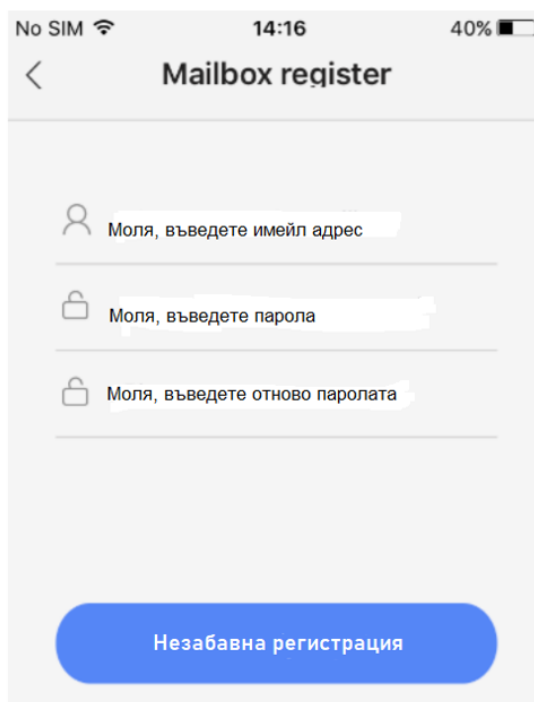 No SIM 14:16 40%
Mailbox register
Моля, въведете имейл адрес
Моля, въведете парола
Моля, въведете отново паролата
Незабавна регистрация